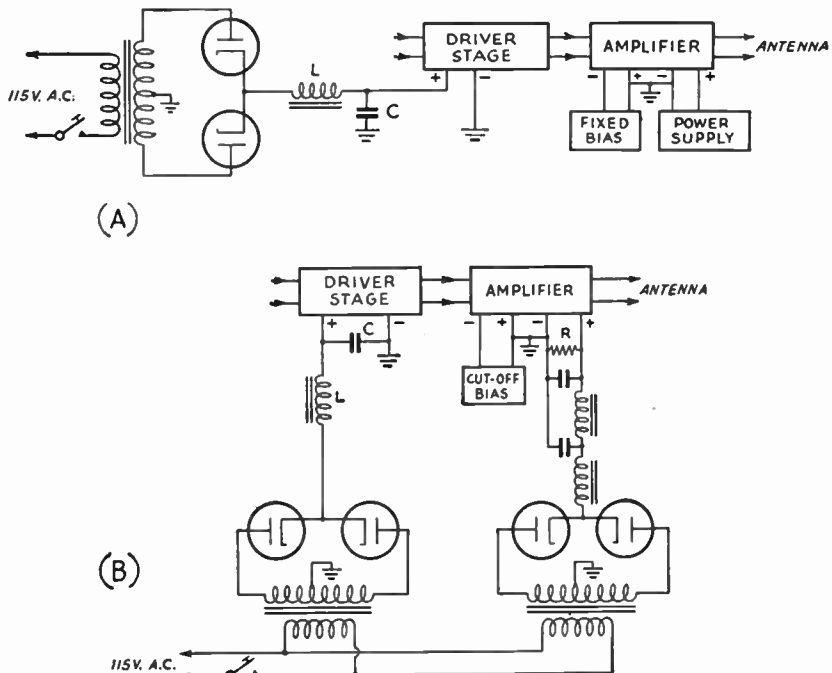 115V. A.C.
L
C
DRIVER
STAGE
+ −
AMPLIFIER
− + − +
ANTENNA
FIXED
BIAS
POWER
SUPPLY
(A)
DRIVER
STAGE
+ −
C
L
AMPLIFIER
− + − +
ANTENNA
R
CUT-OFF
BIAS
(B)
115V. A.C.